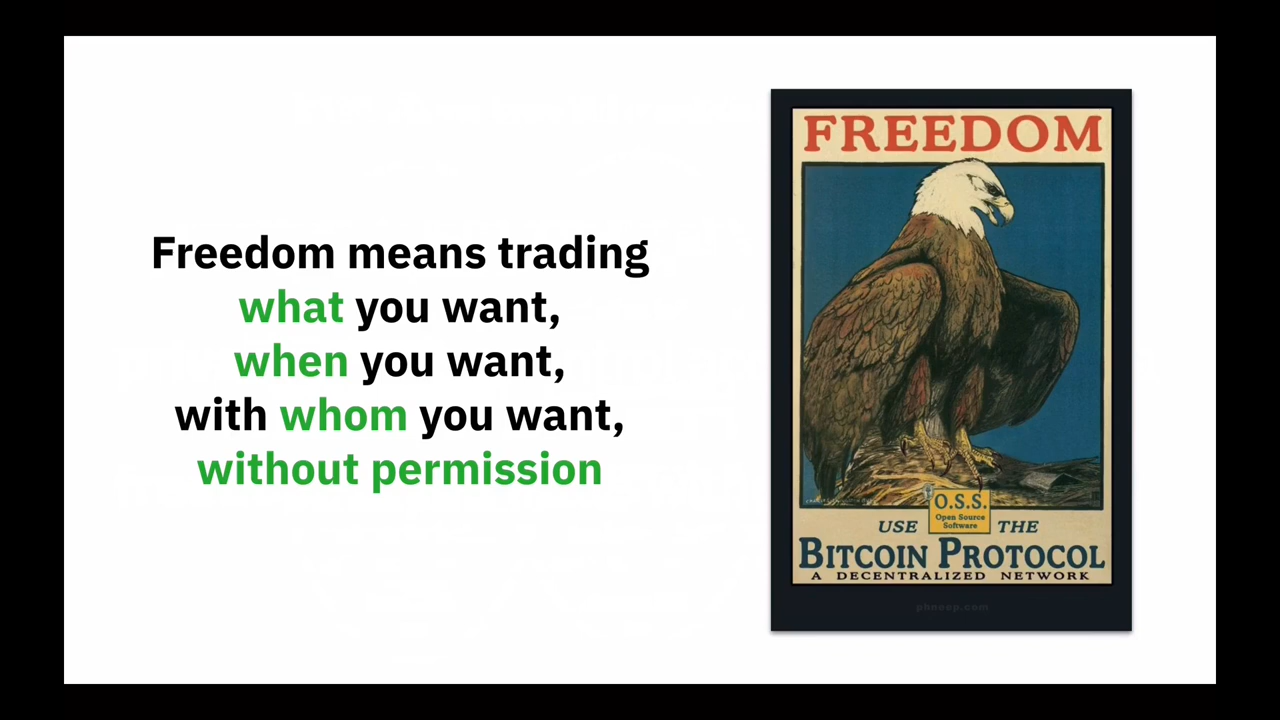 Freedom means trading
what you want,
when you want,
with whom you want,
without permission
FREEDOM
O.S.S.
Open Source
Software
USE THE
BITCOIN PROTOCOL
A DECENTRALIZED NETWORK